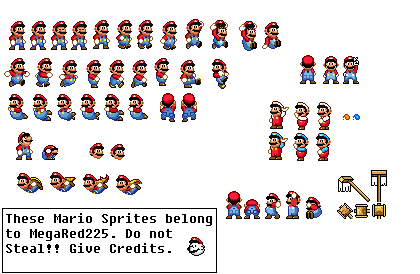 These Mario Sprites belong
to MegaRed225. Do not
Steal!! Give Credits.